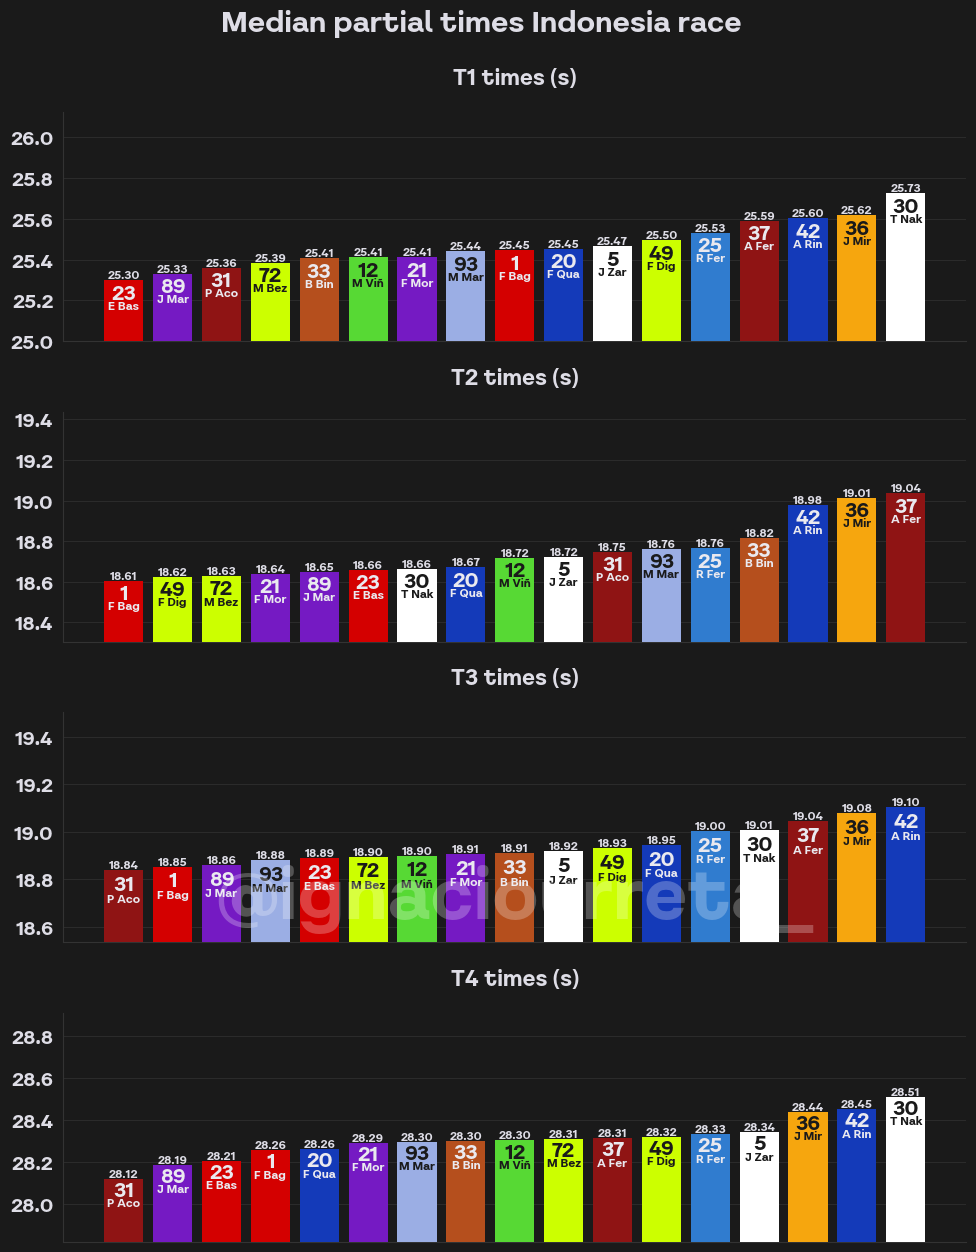 Median partial times Indonesia race
T1 times (s)
26.0
25.8
25.6
25.4
25.2
25.0
25.30 25.33 25.36 25.39 25.41 25.41 25.41 25.44 25.45 25.45 25.47 25.50 25.53 25.59 25.60 25.62 25.73
23 89 31 72 33 12 21 93 1 20 5 49 25 37 42 36 30
E Bas J Mar P Aco M Bez B Bin M Viñ F Mor M Mar F Bag F Qua J Zar F Dig R Fer A Fer A Rin J Mir T Nak
T2 times (s)
19.4
19.2
19.0
18.8
18.6
18.4
18.61 18.62 18.63 18.64 18.65 18.66 18.66 18.67 18.72 18.72 18.75 18.76 18.76 18.82 18.98 19.01 19.04
1 49 72 21 89 23 30 20 12 5 31 93 25 33 42 36 37
F Bag F Dig M Bez F Mor J Mar E Bas T Nak F Qua M Viñ J Zar P Aco M Mar R Fer B Bin A Rin J Mir A Fer
T3 times (s)
19.4
19.2
19.0
18.8
18.6
18.84 18.85 18.86 18.88 18.89 18.90 18.90 18.91 18.91 18.92 18.93 18.95 19.00 19.01 19.04 19.08 19.10
31 1 89 93 23 72 12 21 33 5 49 20 25 30 37 36 42
P Aco F Bag J Mar M Mar E Bas M Bez M Viñ F Mor B Bin J Zar F Dig F Qua R Fer T Nak A Fer J Mir A Rin
@ignaciourreta_
T4 times (s)
28.8
28.6
28.4
28.2
28.0
28.12 28.19 28.21 28.26 28.26 28.29 28.30 28.30 28.30 28.31 28.31 28.32 28.33 28.34 28.44 28.45 28.51
31 89 23 1 20 21 93 33 12 72 37 49 25 5 36 42 30
P Aco J Mar E Bas F Bag F Qua F Mor M Mar B Bin M Viñ M Bez A Fer F Dig R Fer J Zar J Mir A Rin T Nak